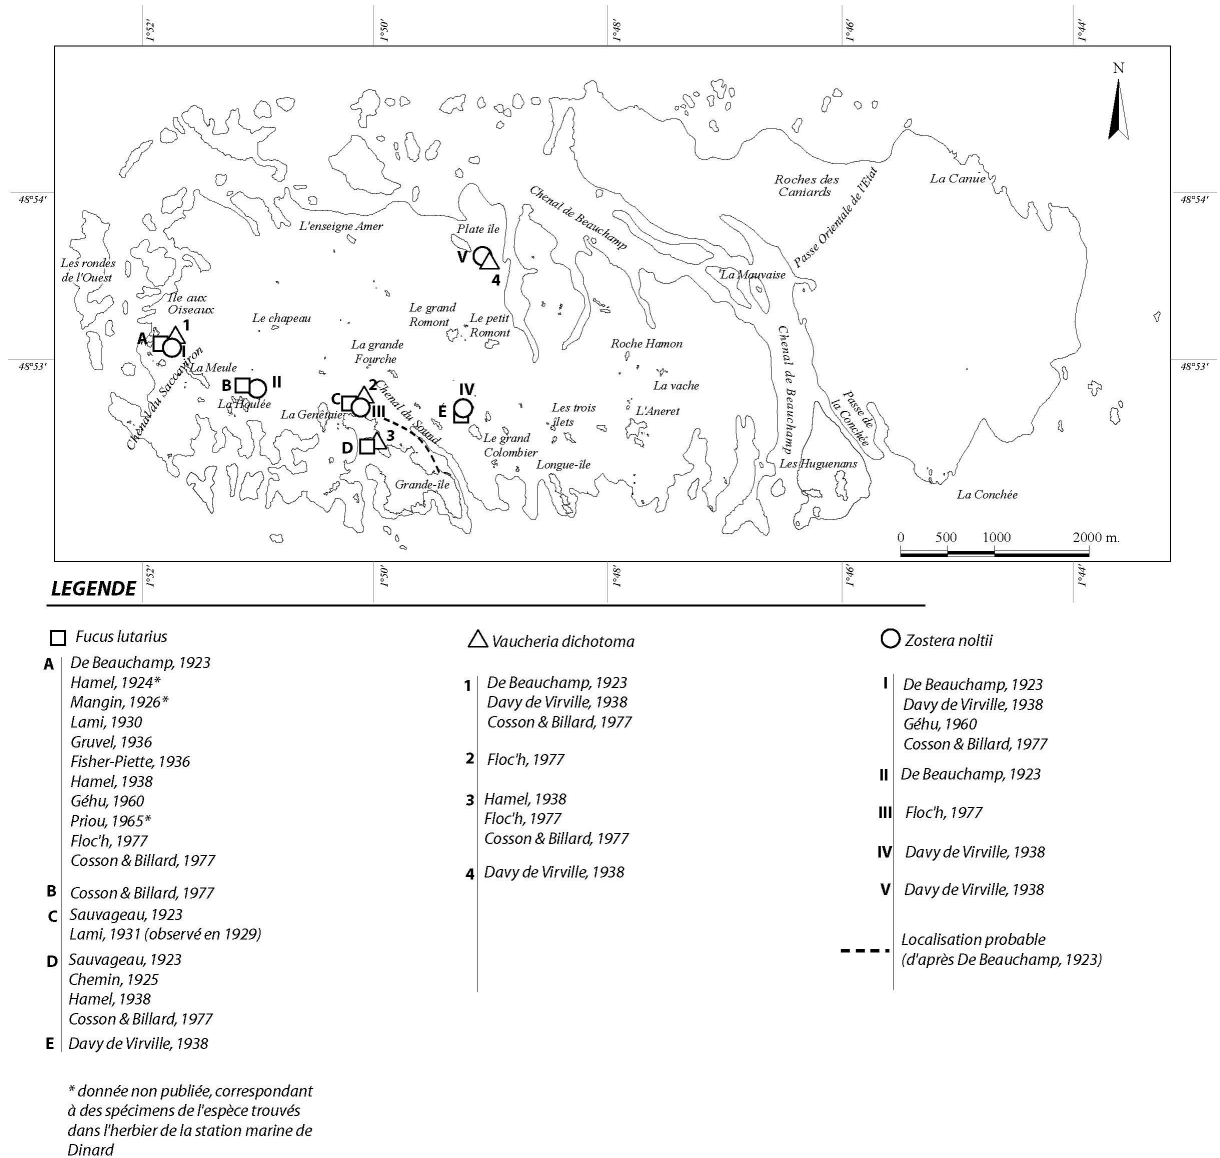 1°52'
1°50'
1°48'
1°46'
1°44'
N
Roches des
Caniards
La Canue
48°54'
48°54'
Passe Orientale de l'Etat
Chenal de Beauchamp
L'enseigne Amer
Plate île
V
4
Les rondes
de l'Ouest
La Mauvaise
Ile aux
Oiseaux
Le chapeau
Le grand
Romont
Le petit
Romont
1
A
I
Roche Hamon
La grande
Fourche
48°53'
48°53'
La Meule
Chenal du Saccaviron
B
II
La Houlée
2
C
III
La Genêtaie
Chenal du Sound
IV
É
La vache
Les trois
îlets
L'Aneret
Chenal de Beauchamp
Passe de
la Conchée
D
3
Le grand
Colombier
Longue-île
Les Huguenans
Grande-île
La Conchée
0 500 1000 2000 m.
1°52'
1°50'
1°48'
1°46'
1°44'
LEGENDE
Fucus lutarius
A
De Beauchamp, 1923
Hamel, 1924*
Mangin, 1926*
Lami, 1930
Gruvel, 1936
Fisher-Piette, 1936
Hamel, 1938
Géhu, 1960
Priou, 1965*
Floc'h, 1977
Cosson & Billard, 1977
B
Cosson & Billard, 1977
C
Sauvageau, 1923
Lami, 1931 (observé en 1929)
D
Sauvageau, 1923
Chemin, 1925
Hamel, 1938
Cosson & Billard, 1977
E
Davy de Virville, 1938
* donnée non publiée, correspondant
à des spécimens de l'espèce trouvés
dans l'herbier de la station marine de
Dinard
Vaucheria dichotoma
1
De Beauchamp, 1923
Davy de Virville, 1938
Cosson & Billard, 1977
2
Floc'h, 1977
3
Hamel, 1938
Floc'h, 1977
Cosson & Billard, 1977
4
Davy de Virville, 1938
Zostera noltii
I
De Beauchamp, 1923
Davy de Virville, 1938
Géhu, 1960
Cosson & Billard, 1977
II
De Beauchamp, 1923
III
Floc'h, 1977
IV
Davy de Virville, 1938
V
Davy de Virville, 1938
Localisation probable
(d'après De Beauchamp, 1923)